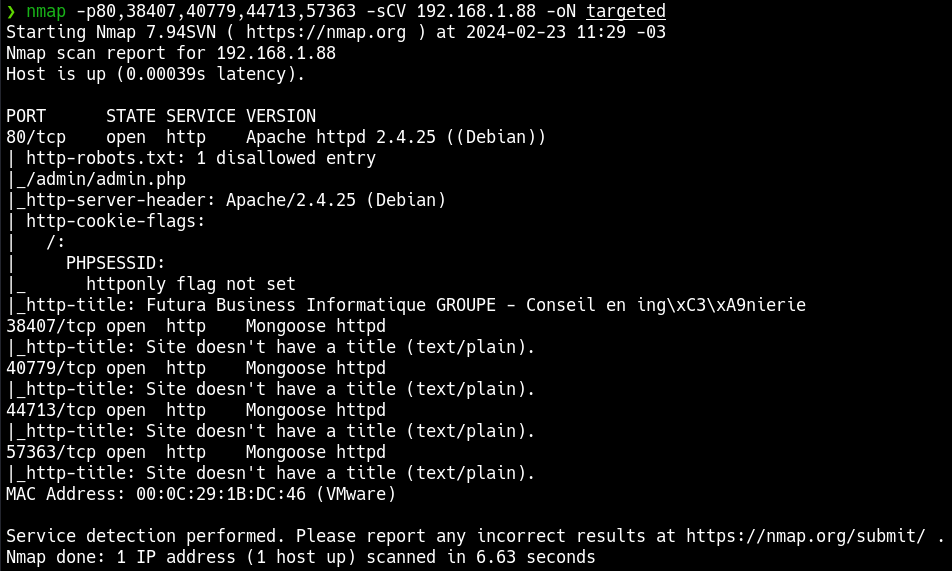 ❯ nmap -p80,38407,40779,44713,57363 -sCV 192.168.1.88 -oN targeted
Starting Nmap 7.94SVN ( https://nmap.org ) at 2024-02-23 11:29 -03
Nmap scan report for 192.168.1.88
Host is up (0.00039s latency).

PORT      STATE SERVICE VERSION
80/tcp    open  http    Apache httpd 2.4.25 ((Debian))
| http-robots.txt: 1 disallowed entry
|_/admin/admin.php
|_http-server-header: Apache/2.4.25 (Debian)
| http-cookie-flags:
|   /:
|     PHPSESSID:
|_      httponly flag not set
|_http-title: Futura Business Informatique GROUPE - Conseil en ing\xC3\xA9nierie
38407/tcp open  http    Mongoose httpd
|_http-title: Site doesn't have a title (text/plain).
40779/tcp open  http    Mongoose httpd
|_http-title: Site doesn't have a title (text/plain).
44713/tcp open  http    Mongoose httpd
|_http-title: Site doesn't have a title (text/plain).
57363/tcp open  http    Mongoose httpd
|_http-title: Site doesn't have a title (text/plain).
MAC Address: 00:0C:29:1B:DC:46 (VMware)

Service detection performed. Please report any incorrect results at https://nmap.org/submit/ .
Nmap done: 1 IP address (1 host up) scanned in 6.63 seconds